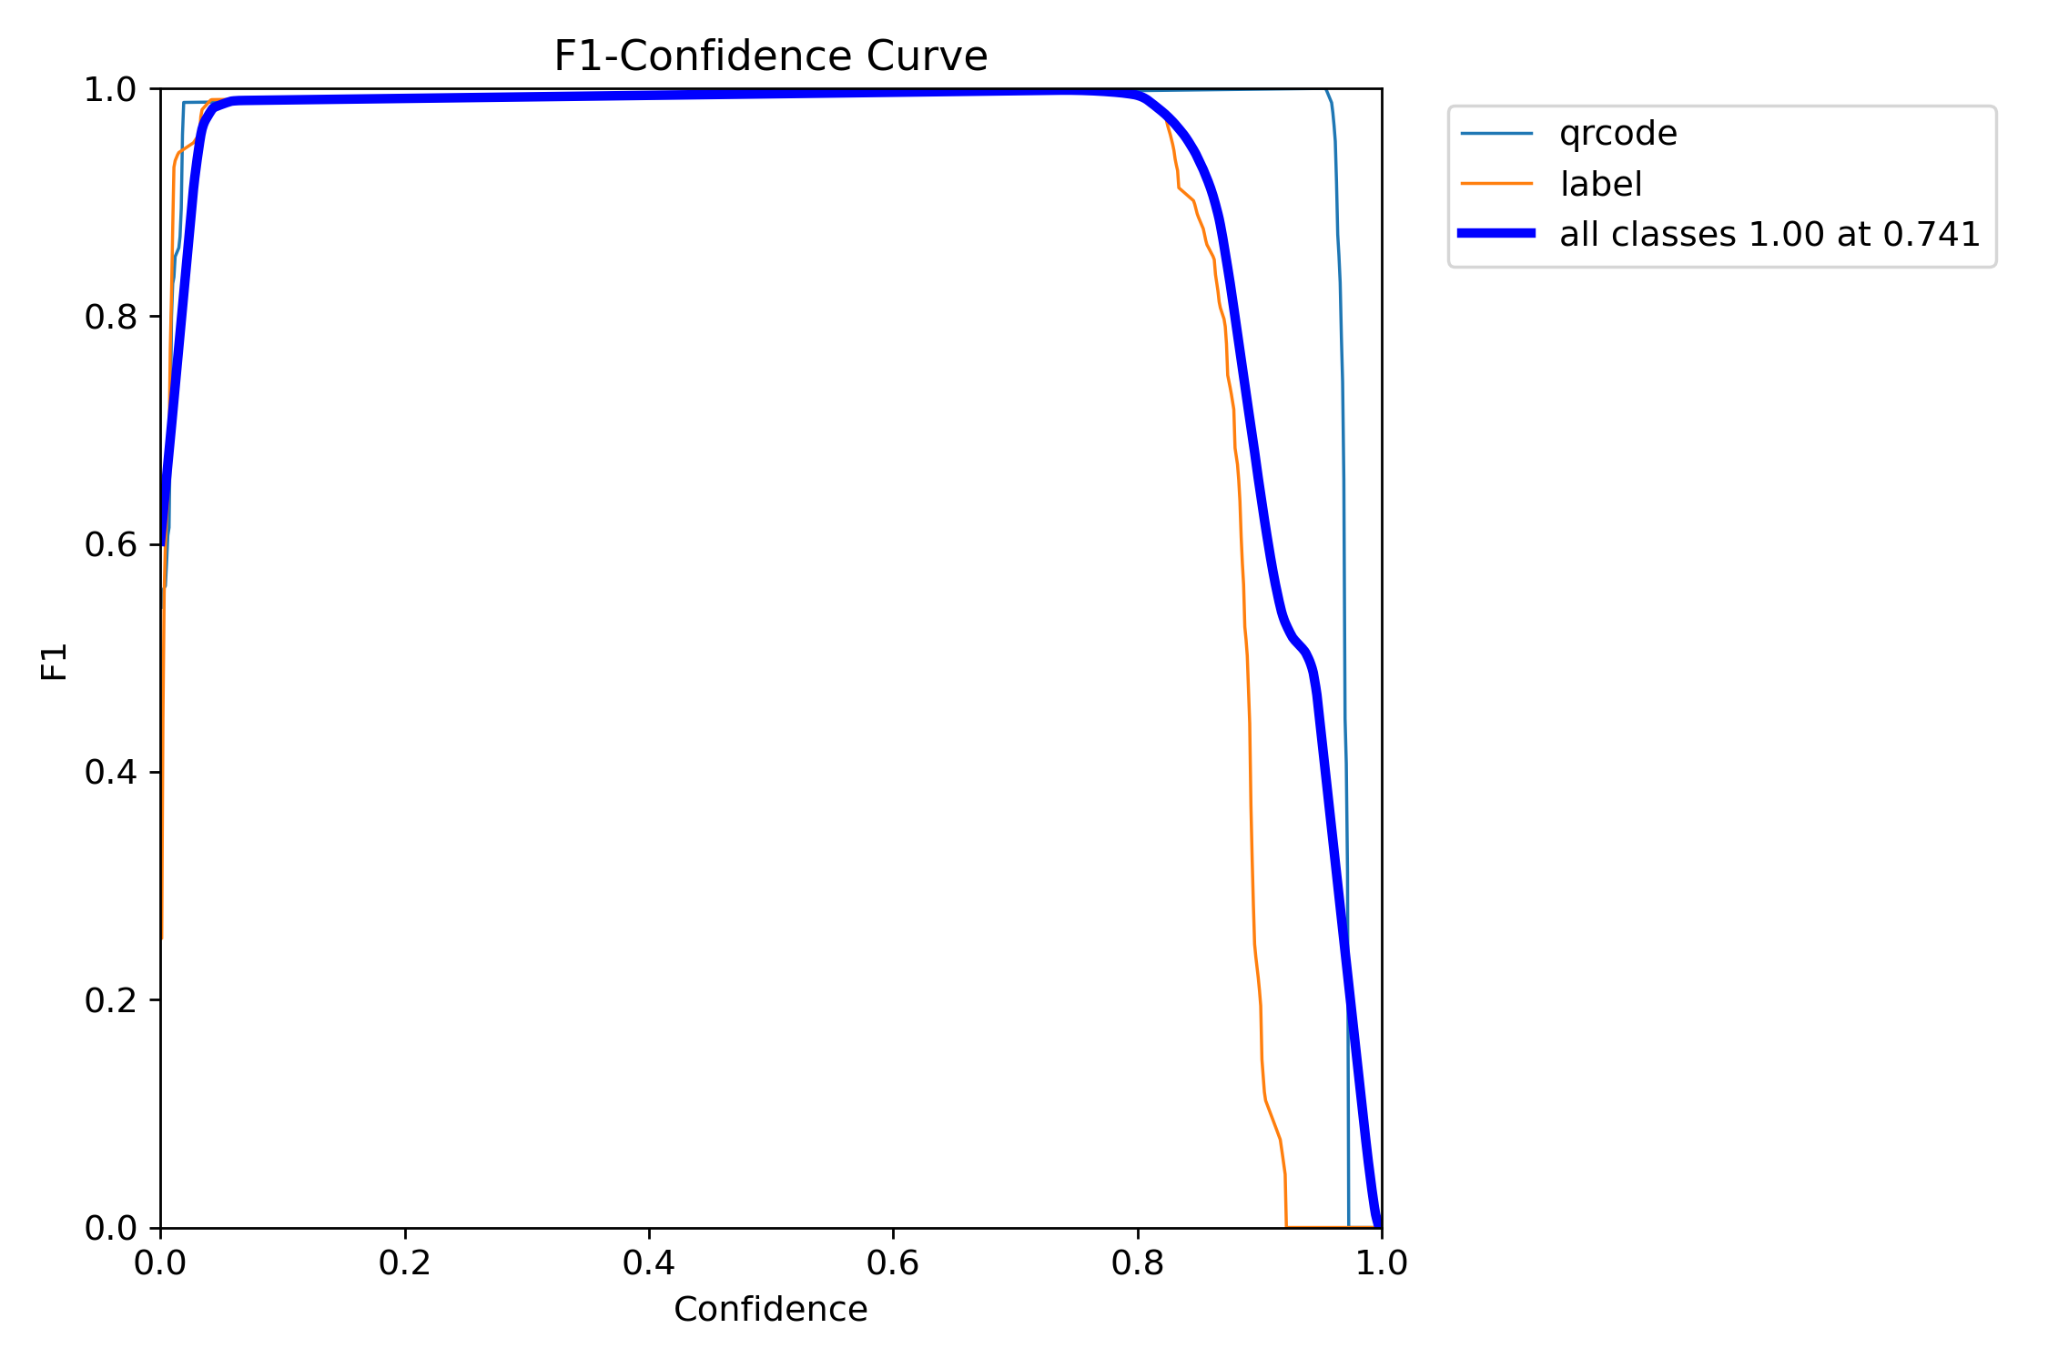 F1-Confidence Curve
1.0
0.8
0.6
0.4
0.2
0.0
F1
0.0 0.2 0.4 0.6 0.8 1.0
Confidence
qrcode
label
all classes 1.00 at 0.741